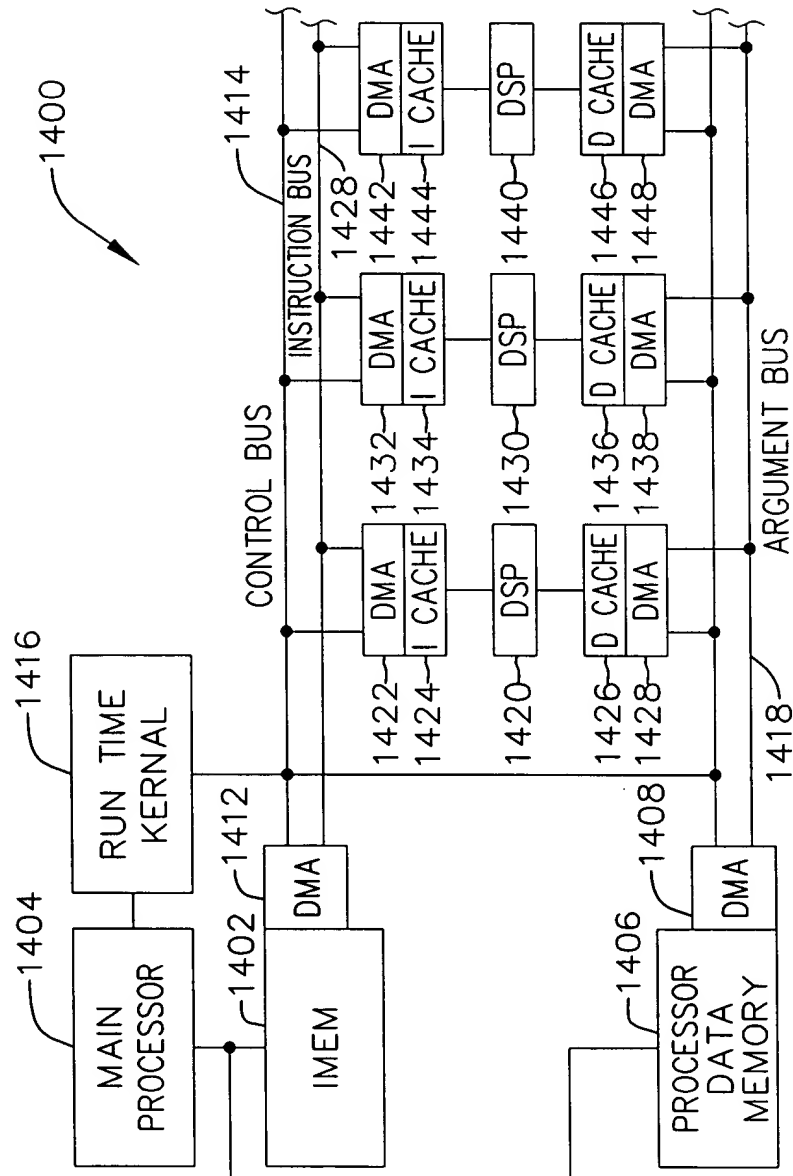 1400
1404
MAIN
PROCESSOR
1416
RUN TIME
KERNAL
1402
IMEM
1412
DMA
CONTROL BUS
1414
INSTRUCTION BUS
1428
1422
DMA
1424
I CACHE
1432
DMA
1434
I CACHE
1442
DMA
1444
I CACHE
1420
DSP
1430
DSP
1440
DSP
1426
D CACHE
1428
DMA
1436
D CACHE
1438
DMA
1446
D CACHE
1448
DMA
1406
PROCESSOR
DATA
MEMORY
1408
DMA
1418
ARGUMENT BUS